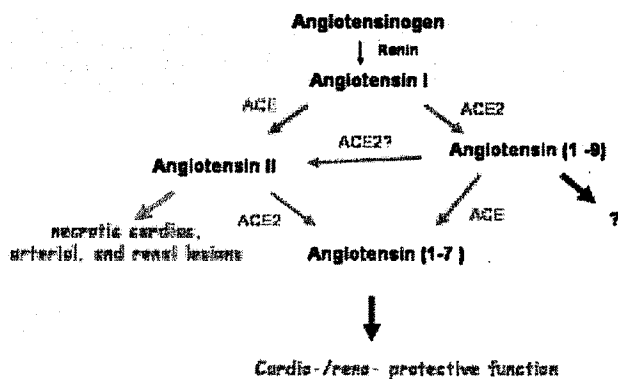 Angiotensinogen
Renin
Angiotensin I
ACE
ACE2
ACE2?
Angiotensin (1 -9)
Angiotensin II
ACE2
ACE
?
necrotic cardiac,
arterial, and renal lesions
Angiotensin (1-7 )
Cardio-/reno- protective function